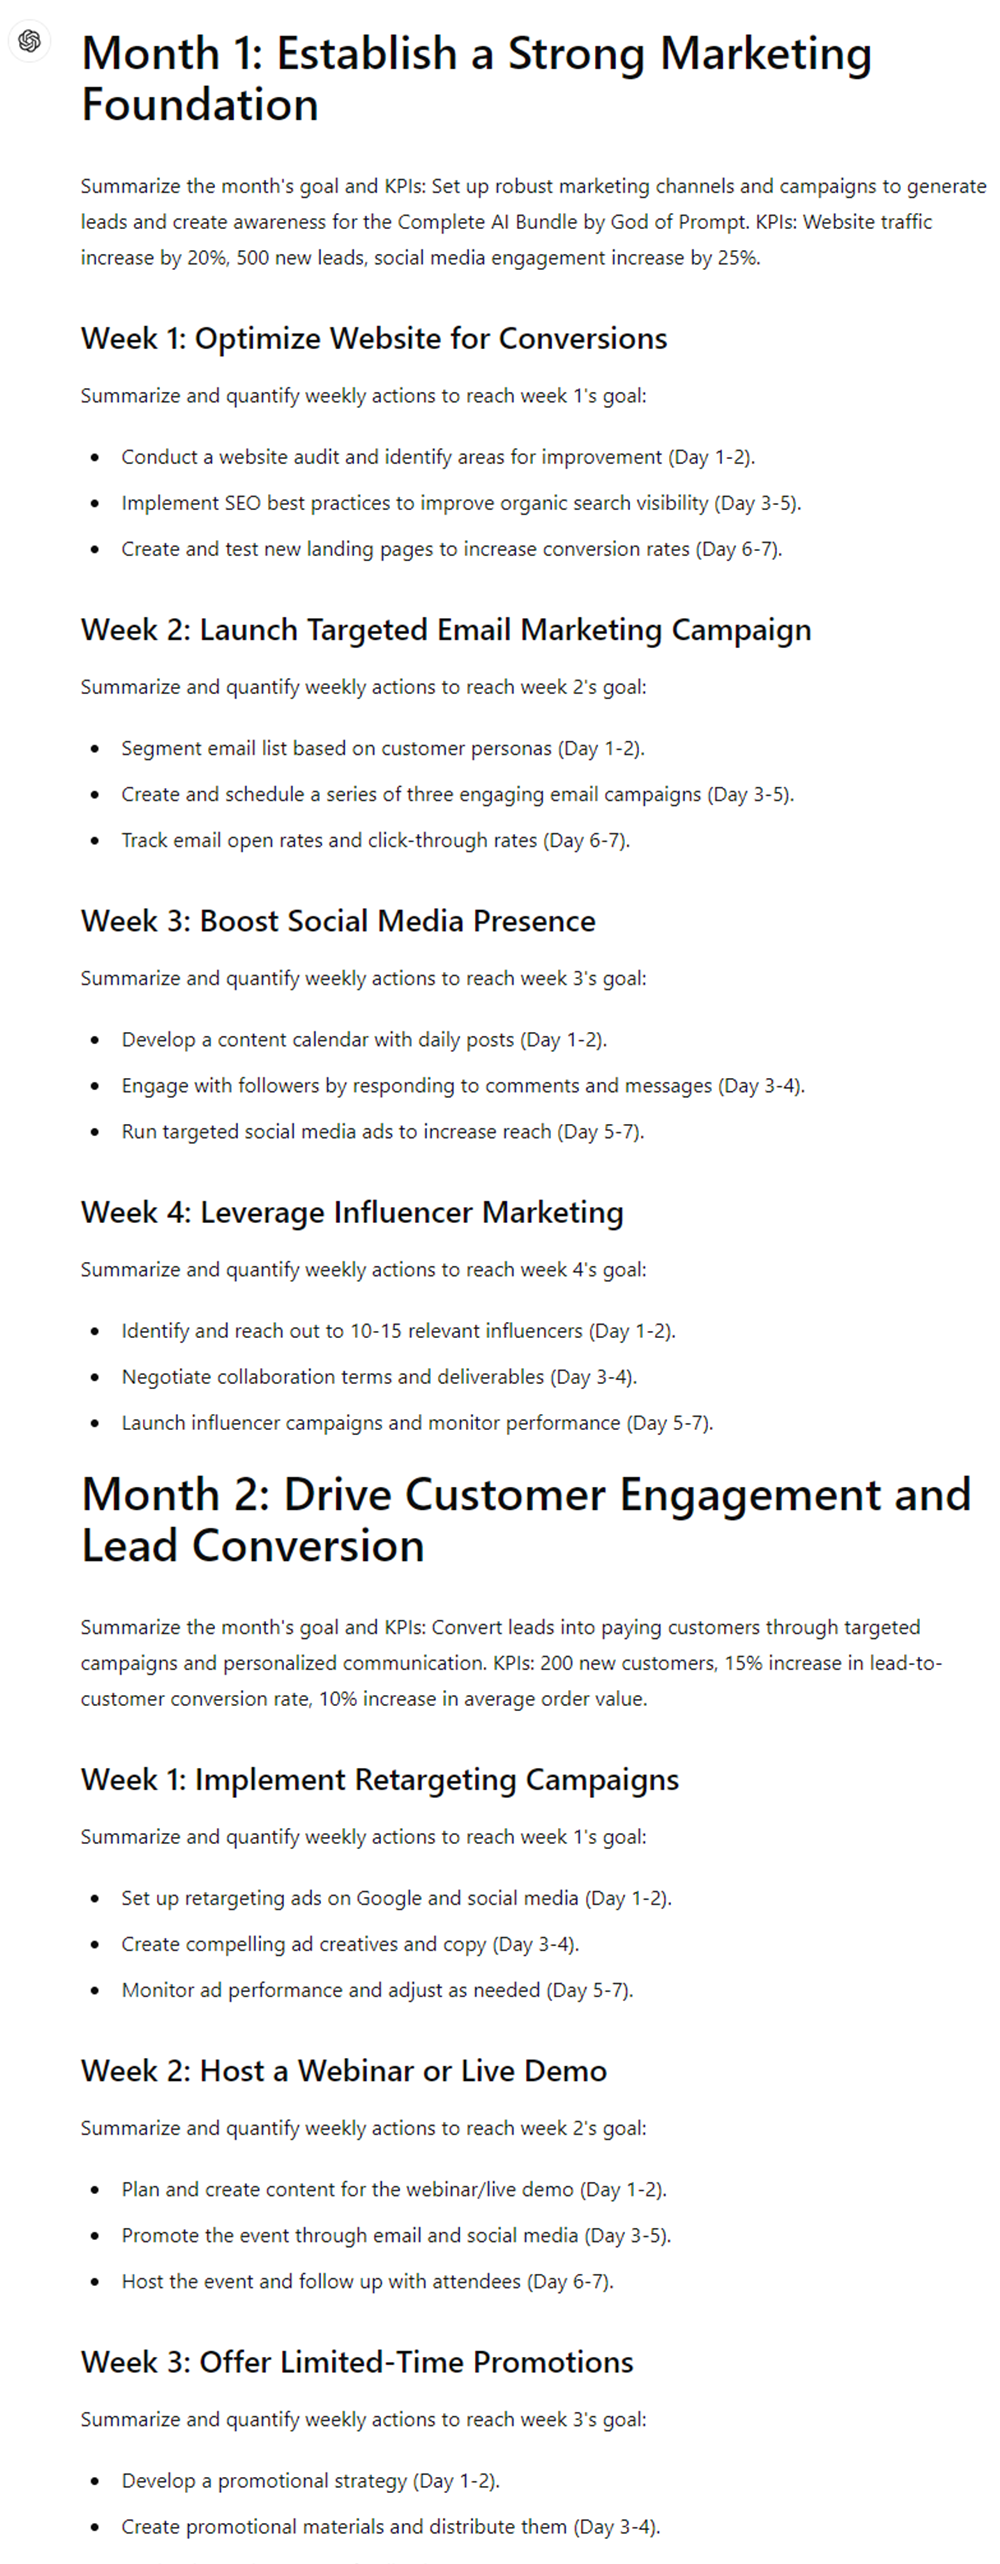 Month 1: Establish a Strong Marketing
Foundation
Summarize the month's goal and KPIs: Set up robust marketing channels and campaigns to generate
leads and create awareness for the Complete AI Bundle by God of Prompt. KPIs: Website traffic
increase by 20%, 500 new leads, social media engagement increase by 25%.
Week 1: Optimize Website for Conversions
Summarize and quantify weekly actions to reach week 1's goal:
• Conduct a website audit and identify areas for improvement (Day 1-2).
• Implement SEO best practices to improve organic search visibility (Day 3-5).
• Create and test new landing pages to increase conversion rates (Day 6-7).
Week 2: Launch Targeted Email Marketing Campaign
Summarize and quantify weekly actions to reach week 2's goal:
• Segment email list based on customer personas (Day 1-2).
• Create and schedule a series of three engaging email campaigns (Day 3-5).
• Track email open rates and click-through rates (Day 6-7).
Week 3: Boost Social Media Presence
Summarize and quantify weekly actions to reach week 3's goal:
• Develop a content calendar with daily posts (Day 1-2).
• Engage with followers by responding to comments and messages (Day 3-4).
• Run targeted social media ads to increase reach (Day 5-7).
Week 4: Leverage Influencer Marketing
Summarize and quantify weekly actions to reach week 4's goal:
• Identify and reach out to 10-15 relevant influencers (Day 1-2).
• Negotiate collaboration terms and deliverables (Day 3-4).
• Launch influencer campaigns and monitor performance (Day 5-7).
Month 2: Drive Customer Engagement and
Lead Conversion
Summarize the month's goal and KPIs: Convert leads into paying customers through targeted
campaigns and personalized communication. KPIs: 200 new customers, 15% increase in lead-to-
customer conversion rate, 10% increase in average order value.
Week 1: Implement Retargeting Campaigns
Summarize and quantify weekly actions to reach week 1's goal:
• Set up retargeting ads on Google and social media (Day 1-2).
• Create compelling ad creatives and copy (Day 3-4).
• Monitor ad performance and adjust as needed (Day 5-7).
Week 2: Host a Webinar or Live Demo
Summarize and quantify weekly actions to reach week 2's goal:
• Plan and create content for the webinar/live demo (Day 1-2).
• Promote the event through email and social media (Day 3-5).
• Host the event and follow up with attendees (Day 6-7).
Week 3: Offer Limited-Time Promotions
Summarize and quantify weekly actions to reach week 3's goal:
• Develop a promotional strategy (Day 1-2).
• Create promotional materials and distribute them (Day 3-4).